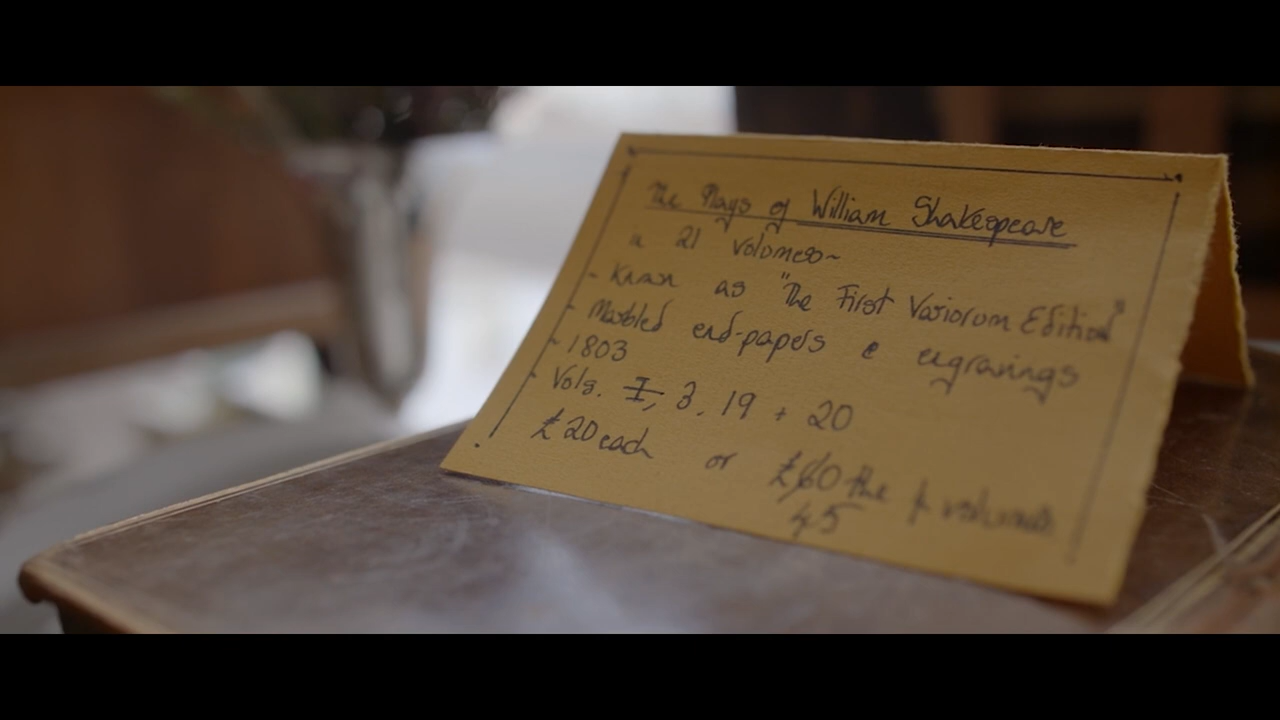 The Plays of William Shakespeare
21 volumes~
- Known as "The First Variorum Edition"
- Marbled end-papers & engravings
- 1803
- Vols. I, 3, 19 + 20
£20 each or £60 the volumes
45